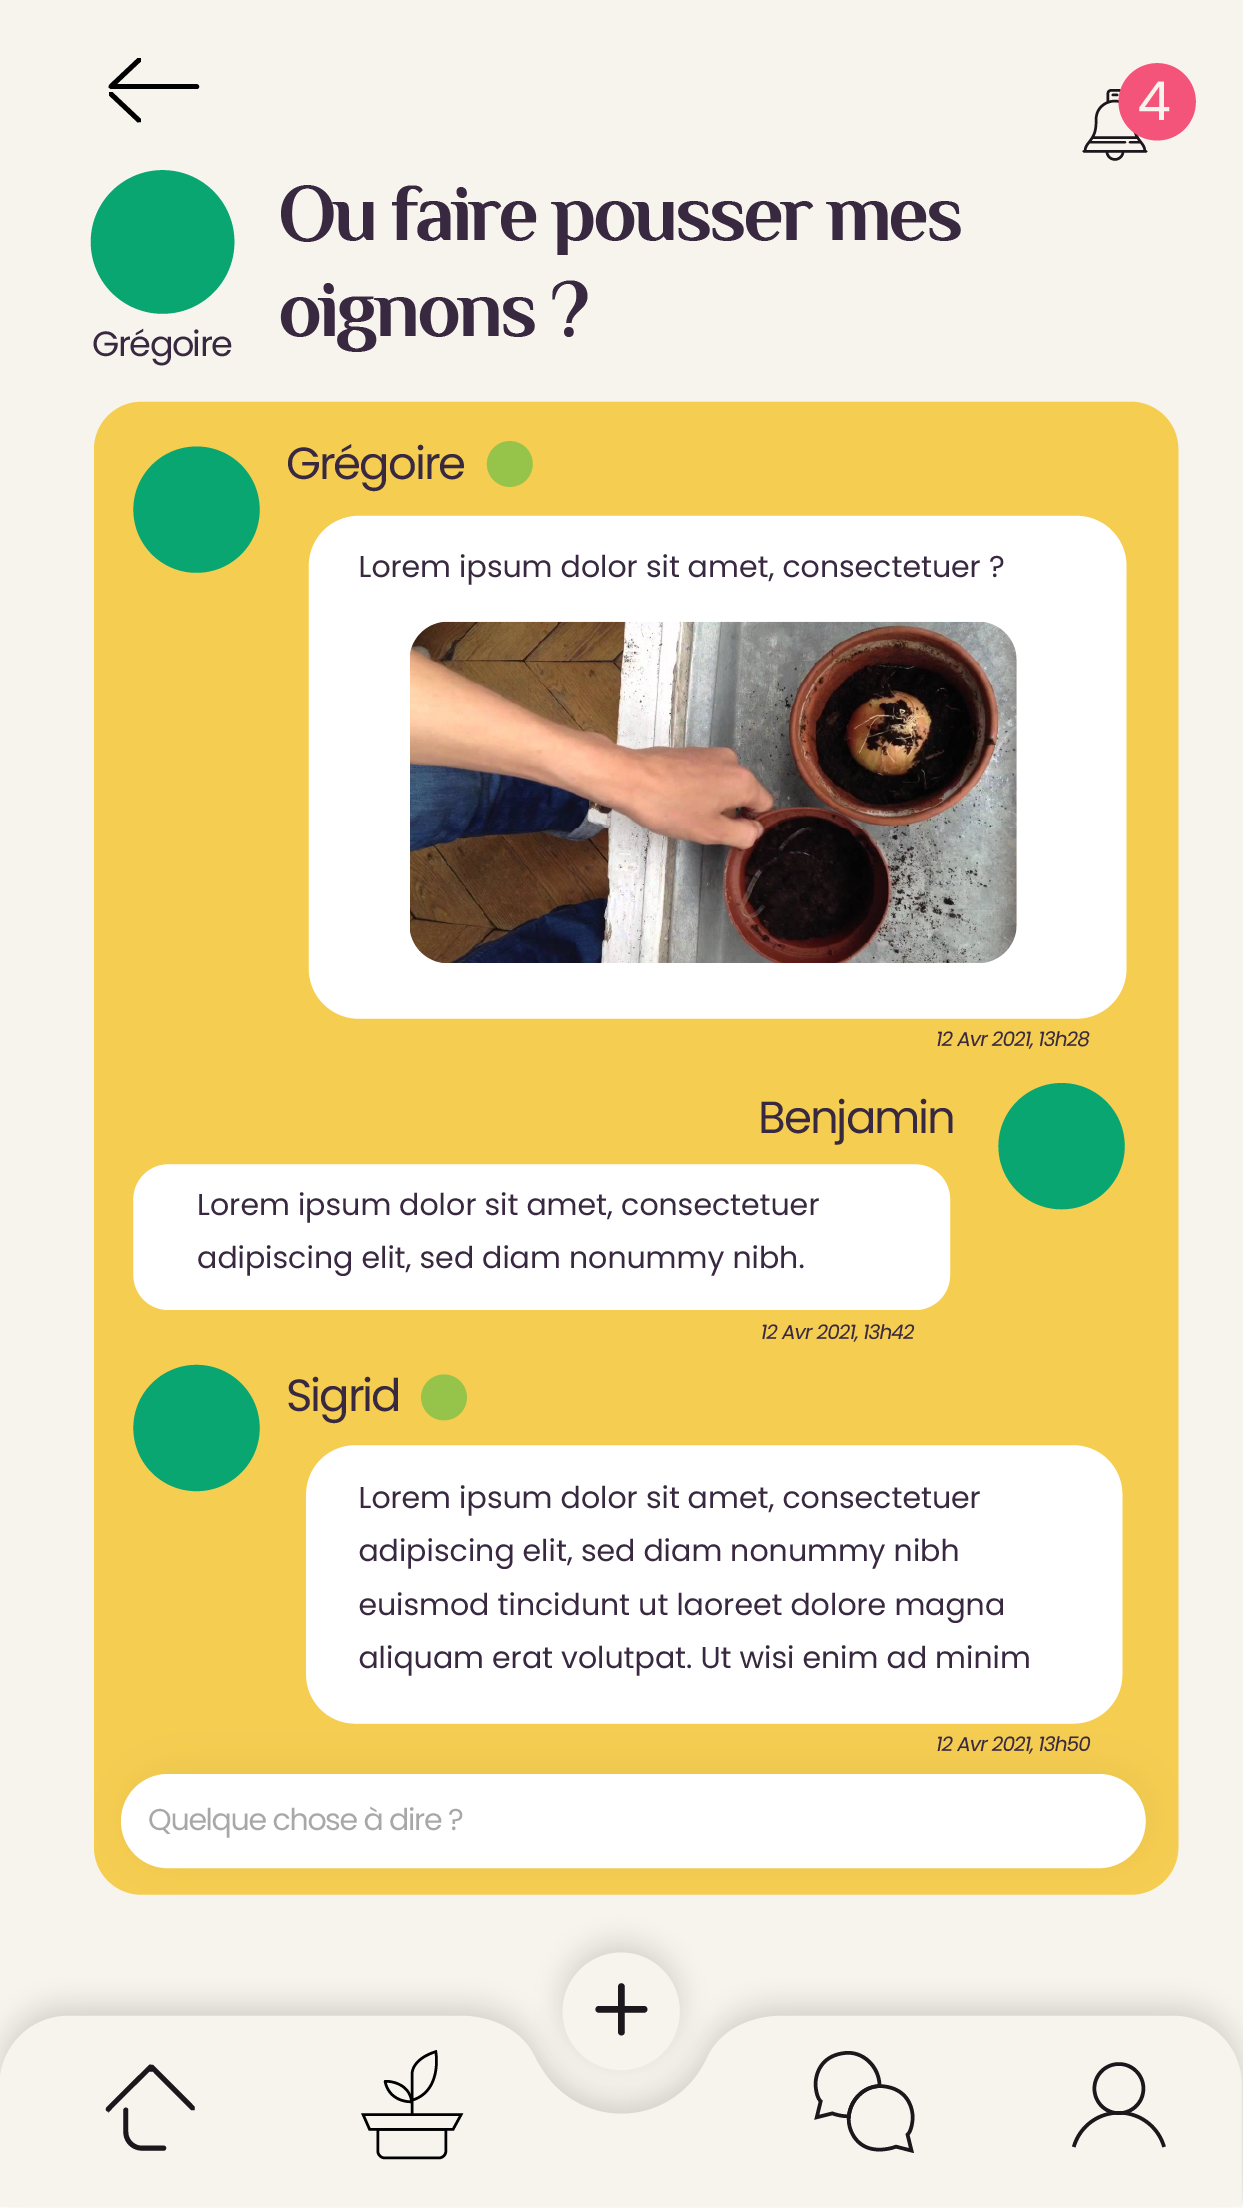 4
Ou faire pousser mes
oignons ?
Grégoire
Grégoire
Lorem ipsum dolor sit amet, consectetuer ?
12 Avr 2021, 13h28
Benjamin
Lorem ipsum dolor sit amet, consectetuer
adipiscing elit, sed diam nonummy nibh.
12 Avr 2021, 13h42
Sigrid
Lorem ipsum dolor sit amet, consectetuer
adipiscing elit, sed diam nonummy nibh
euismod tincidunt ut laoreet dolore magna
aliquam erat volutpat. Ut wisi enim ad minim
12 Avr 2021, 13h50
Quelque chose à dire ?